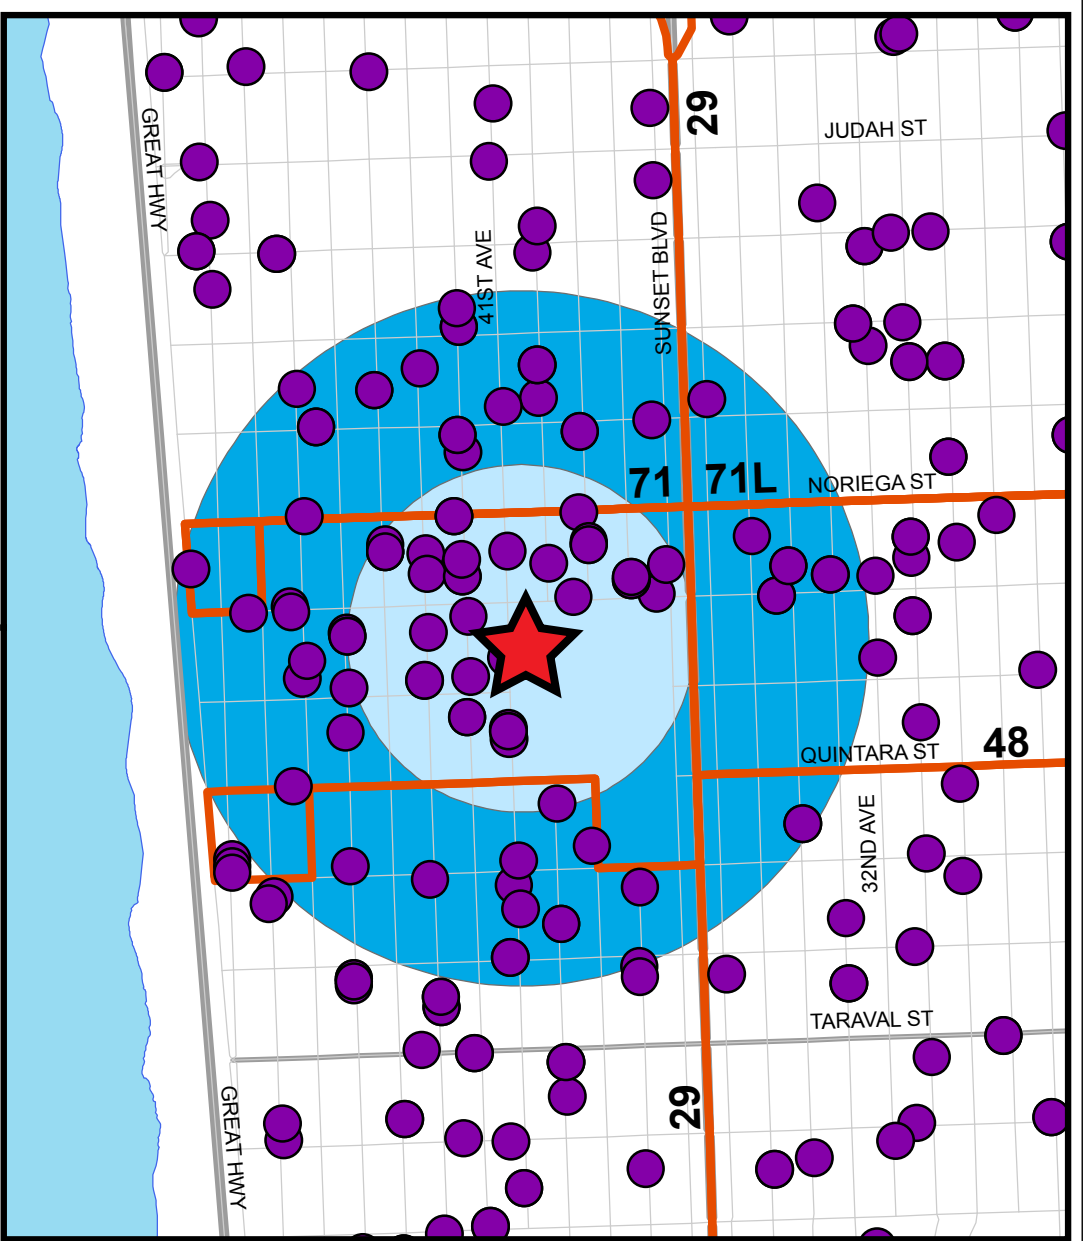 29
JUDAH ST
GREAT HWY
41ST AVE
SUNSET BLVD
71
71L
NORIEGA ST
QUINTARA ST
48
32ND AVE
TARAVAL ST
29
GREAT HWY